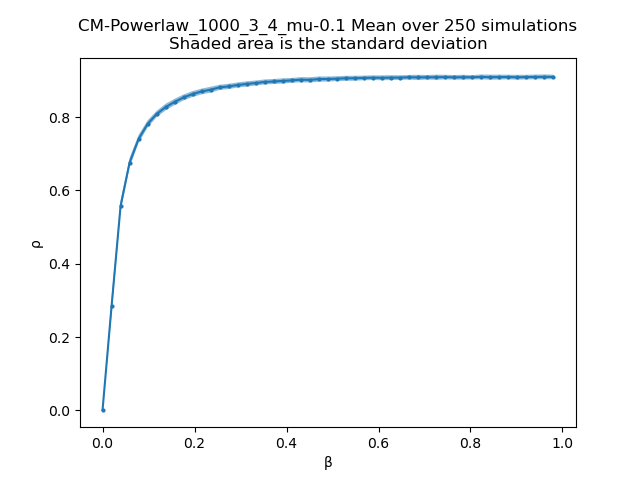 CM-Powerlaw_1000_3_4_mu-0.1 Mean over 250 simulations
Shaded area is the standard deviation
ρ
0.8
0.6
0.4
0.2
0.0
0.0 0.2 0.4 0.6 0.8 1.0
β